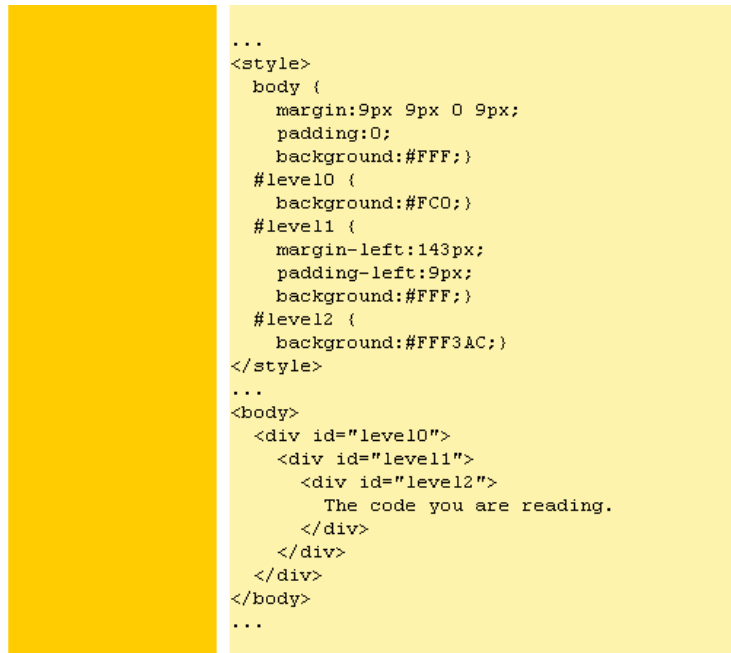 ...
<style>
  body {
    margin:9px 9px 0 9px;
    padding:0;
    background:#FFF;}
  #level0 {
    background:#FC0;}
  #level1 {
    margin-left:143px;
    padding-left:9px;
    background:#FFF;}
  #level2 {
    background:#FFF3AC;}
</style>
...
<body>
  <div id="level0">
    <div id="level1">
      <div id="level2">
        The code you are reading.
      </div>
    </div>
  </div>
</body>
...